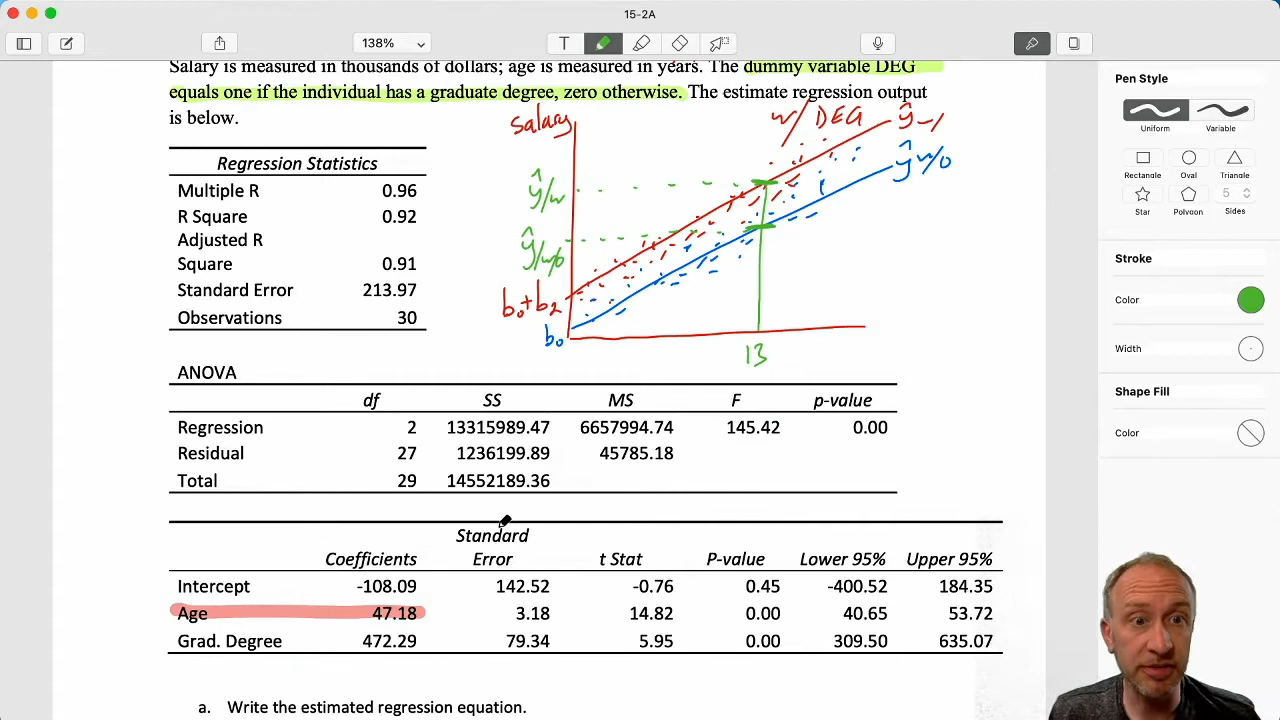 15-2A
138%
T
Salary is measured in thousands of dollars; age is measured in years. The dummy variable DEG
equals one if the individual has a graduate degree, zero otherwise. The estimate regression output
is below.
Regression Statistics
Multiple R 0.96
R Square 0.92
Adjusted R
Square 0.91
Standard Error 213.97
Observations 30
salary
w/ DEG
ŷ w/o
ŷ/w
ŷ/w/o
b₀+b₂
b₀
13
ANOVA
df SS MS F p-value
Regression 2 13315989.47 6657994.74 145.42 0.00
Residual 27 1236199.89 45785.18
Total 29 14552189.36
Standard
Coefficients Error t Stat P-value Lower 95% Upper 95%
Intercept -108.09 142.52 -0.76 0.45 -400.52 184.35
Age 47.18 3.18 14.82 0.00 40.65 53.72
Grad. Degree 472.29 79.34 5.95 0.00 309.50 635.07
a. Write the estimated regression equation.
Pen Style
Uniform Variable
Rectangle Oval Triangle
5
Star Polygon Sides
Stroke
Color
Width
Shape Fill
Color